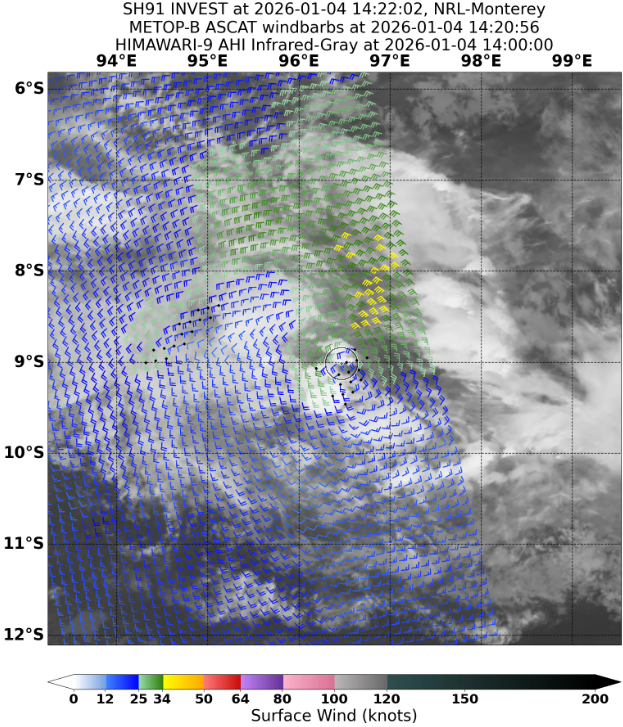 SH91 INVEST at 2026-01-04 14:22:02, NRL-Monterey
METOP-B ASCAT windbarbs at 2026-01-04 14:20:56
HIMAWARI-9 AHI Infrared-Gray at 2026-01-04 14:00:00
94°E 95°E 96°E 97°E 98°E 99°E
6°S
7°S
8°S
9°S
10°S
11°S
12°S
0 12 25 34 50 64 80 100 120 150 200
Surface Wind (knots)